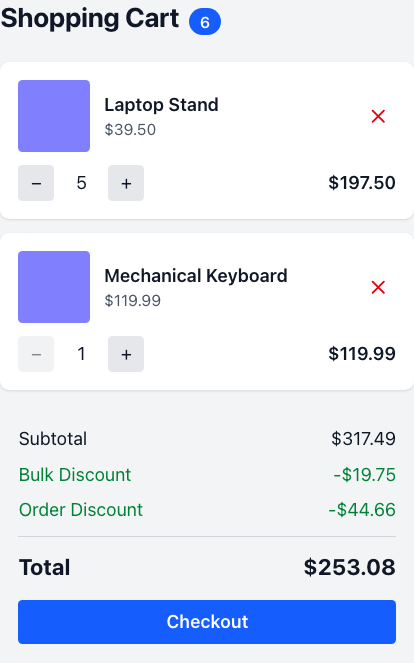 Shopping Cart 6
Laptop Stand
$39.50
− 5 + $197.50
Mechanical Keyboard
$119.99
− 1 + $119.99
Subtotal $317.49
Bulk Discount -$19.75
Order Discount -$44.66
Total $253.08
Checkout